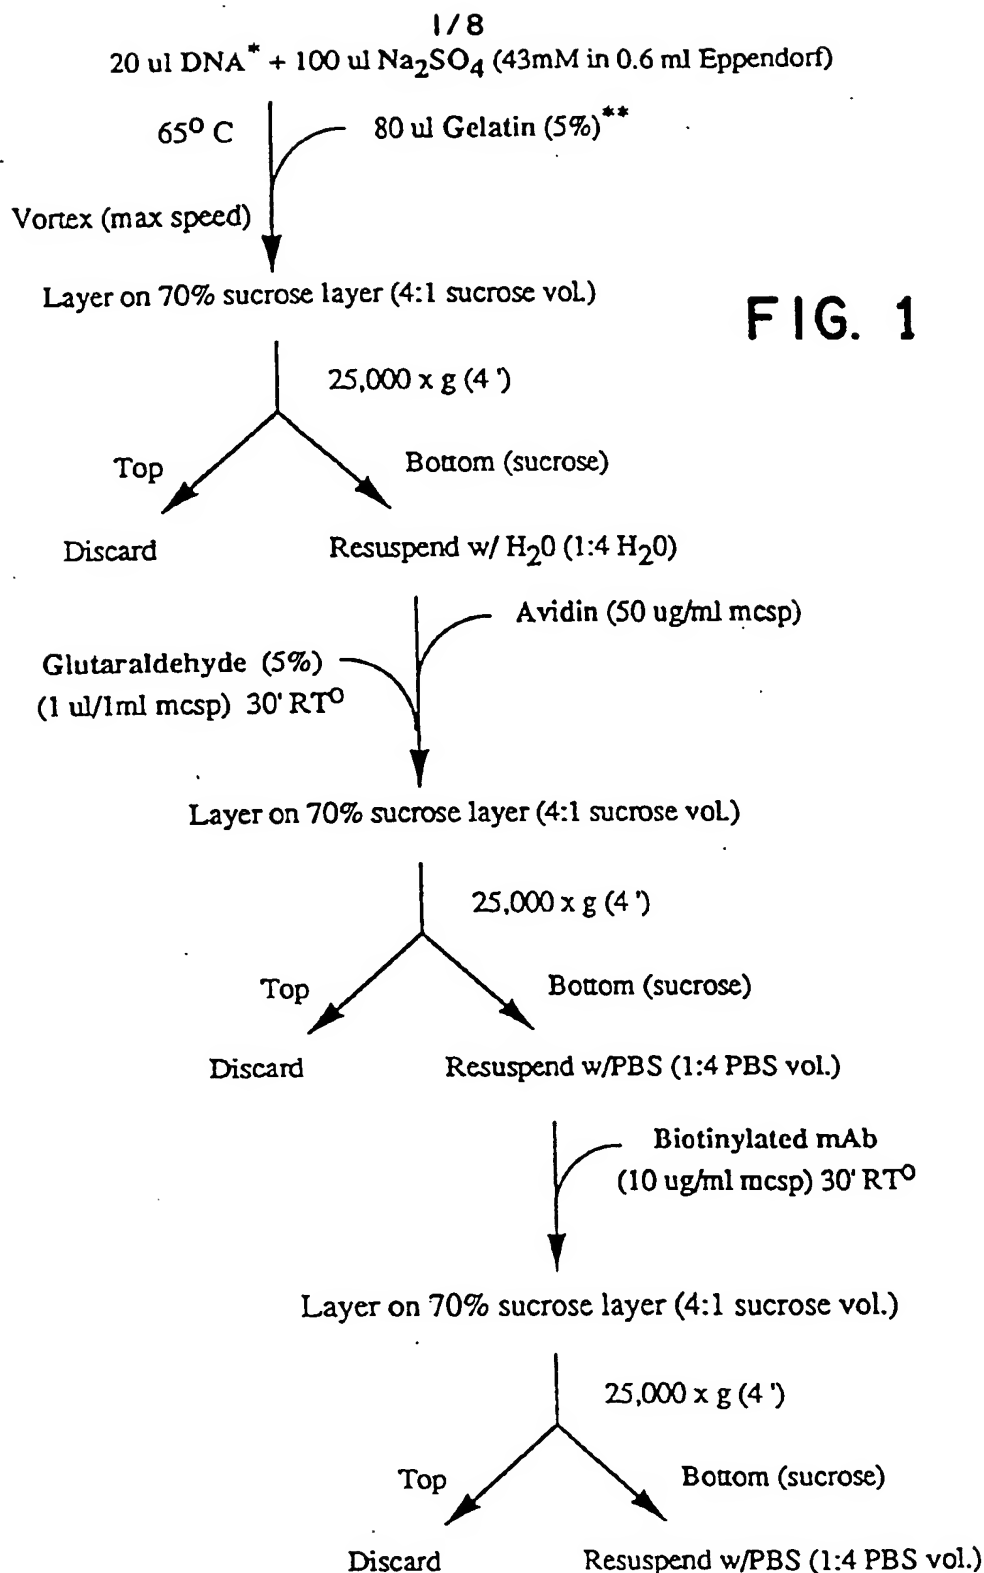 1/8
20 ul DNA* + 100 ul Na2SO4 (43mM in 0.6 ml Eppendorf)
65º C
80 ul Gelatin (5%)**
Vortex (max speed)
Layer on 70% sucrose layer (4:1 sucrose vol.)
FIG. 1
25,000 x g (4 ')
Top
Bottom (sucrose)
Discard
Resuspend w/ H20 (1:4 H20)
Avidin (50 ug/ml mcsp)
Glutaraldehyde (5%)
(1 ul/1ml mcsp) 30' RTº
Layer on 70% sucrose layer (4:1 sucrose vol.)
25,000 x g (4 ')
Top
Bottom (sucrose)
Discard
Resuspend w/PBS (1:4 PBS vol.)
Biotinylated mAb
(10 ug/ml mcsp) 30' RTº
Layer on 70% sucrose layer (4:1 sucrose vol.)
25,000 x g (4 ')
Top
Bottom (sucrose)
Discard
Resuspend w/PBS (1:4 PBS vol.)